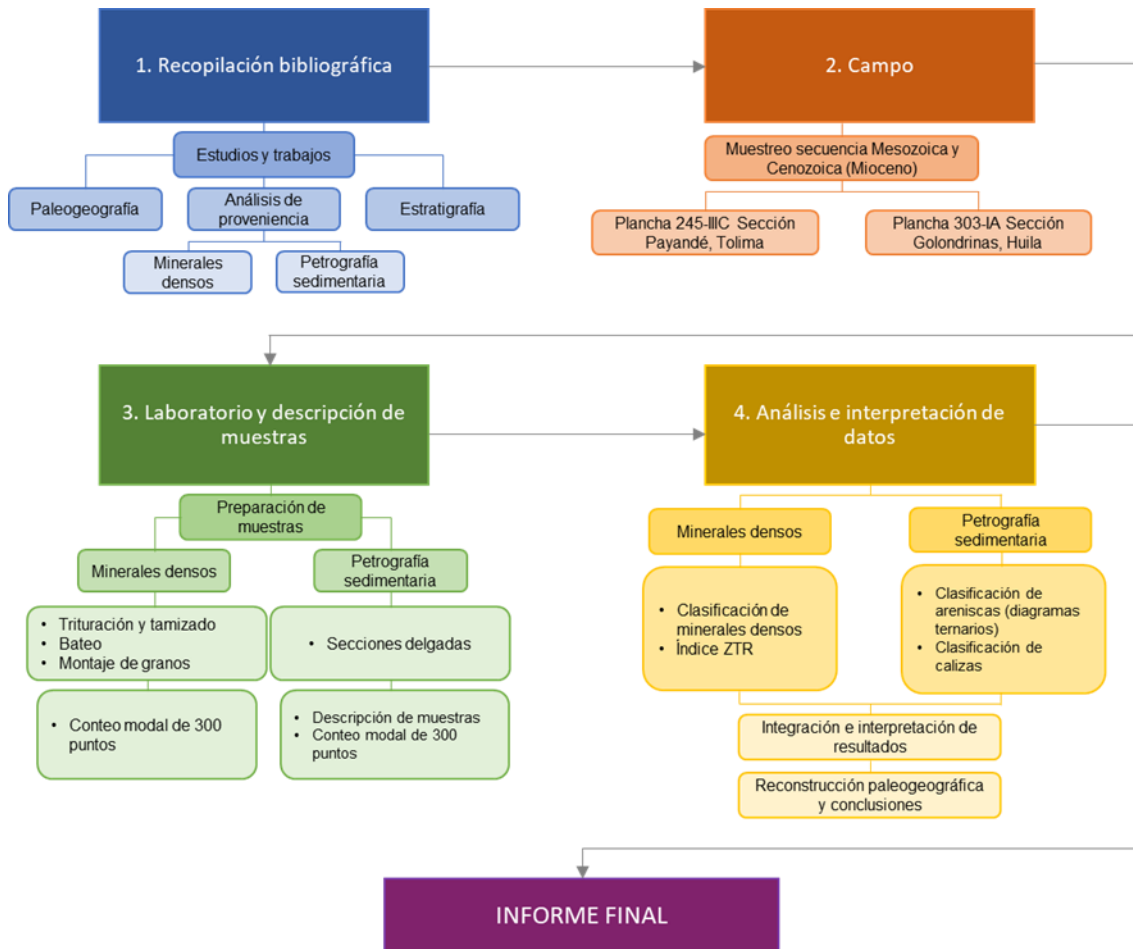 1. Recopilación bibliográfica
Estudios y trabajos
Paleogeografía
Análisis de
proveniencia
Estratigrafía
Minerales
densos
Petrografía
sedimentaria
2. Campo
Muestreo secuencia Mesozoica y
Cenozoica (Mioceno)
Plancha 245-IIIC Sección
Payandé, Tolima
Plancha 303-IA Sección
Golondrinas, Huila
3. Laboratorio y descripción de
muestras
Preparación de
muestras
Minerales densos
Petrografía
sedimentaria
• Trituración y tamizado
• Bateo
• Montaje de granos
• Secciones delgadas
• Conteo modal de 300
puntos
• Descripción de muestras
• Conteo modal de 300
puntos
4. Análisis e interpretación de
datos
Minerales densos
Petrografía
sedimentaria
• Clasificación de
minerales densos
• Índice ZTR
• Clasificación de
areniscas (diagramas
ternarios)
• Clasificación de
calizas
Integración e interpretación de
resultados
Reconstrucción paleogeográfica
y conclusiones
INFORME FINAL